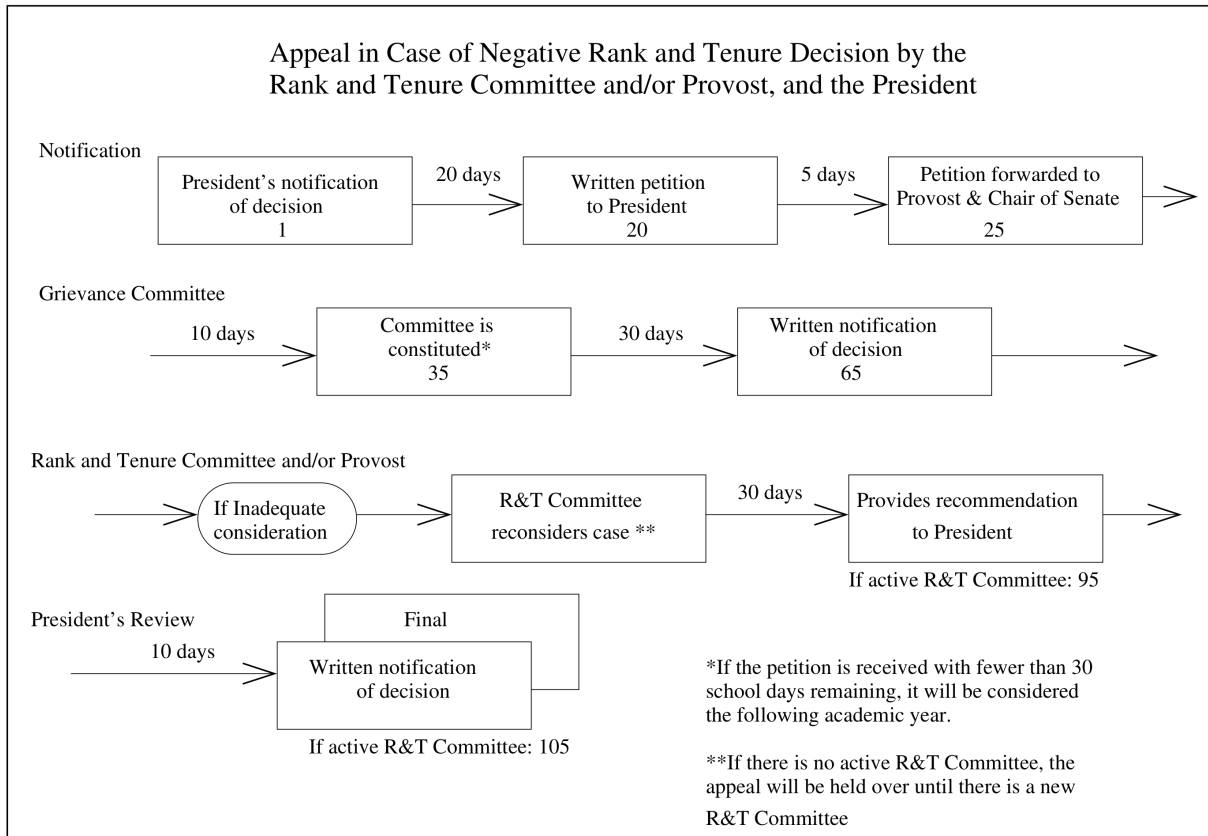 Appeal in Case of Negative Rank and Tenure Decision by the
Rank and Tenure Committee and/or Provost, and the President
Notification
President's notification
of decision
1
20 days
Written petition
to President
20
5 days
Petition forwarded to
Provost & Chair of Senate
25
Grievance Committee
10 days
Committee is
constituted*
35
30 days
Written notification
of decision
65
Rank and Tenure Committee and/or Provost
If Inadequate
consideration
R&T Committee
reconsiders case **
30 days
Provides recommendation
to President
If active R&T Committee: 95
President's Review
10 days
Final
Written notification
of decision
If active R&T Committee: 105
*If the petition is received with fewer than 30
school days remaining, it will be considered
the following academic year.
**If there is no active R&T Committee, the
appeal will be held over until there is a new
R&T Committee